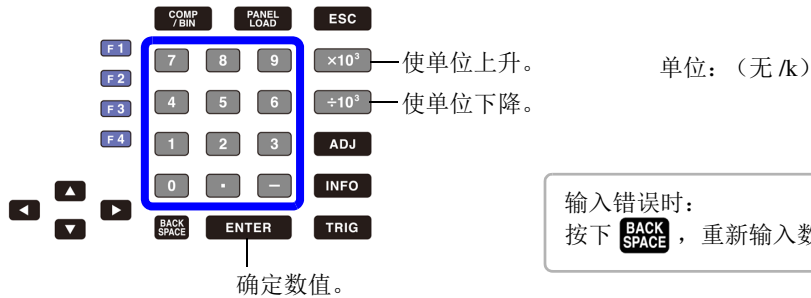 COMP /BIN PANEL LOAD ESC
F1 7 8 9 ×10³ 使单位上升。 单位：（无 /k）
F2
F3 4 5 6 ÷10³ 使单位下降。
F4 1 2 3 ADJ
0 · − INFO
BACK SPACE ENTER TRIG
确定数值。
输入错误时：
按下 BACK SPACE ，重新输入数